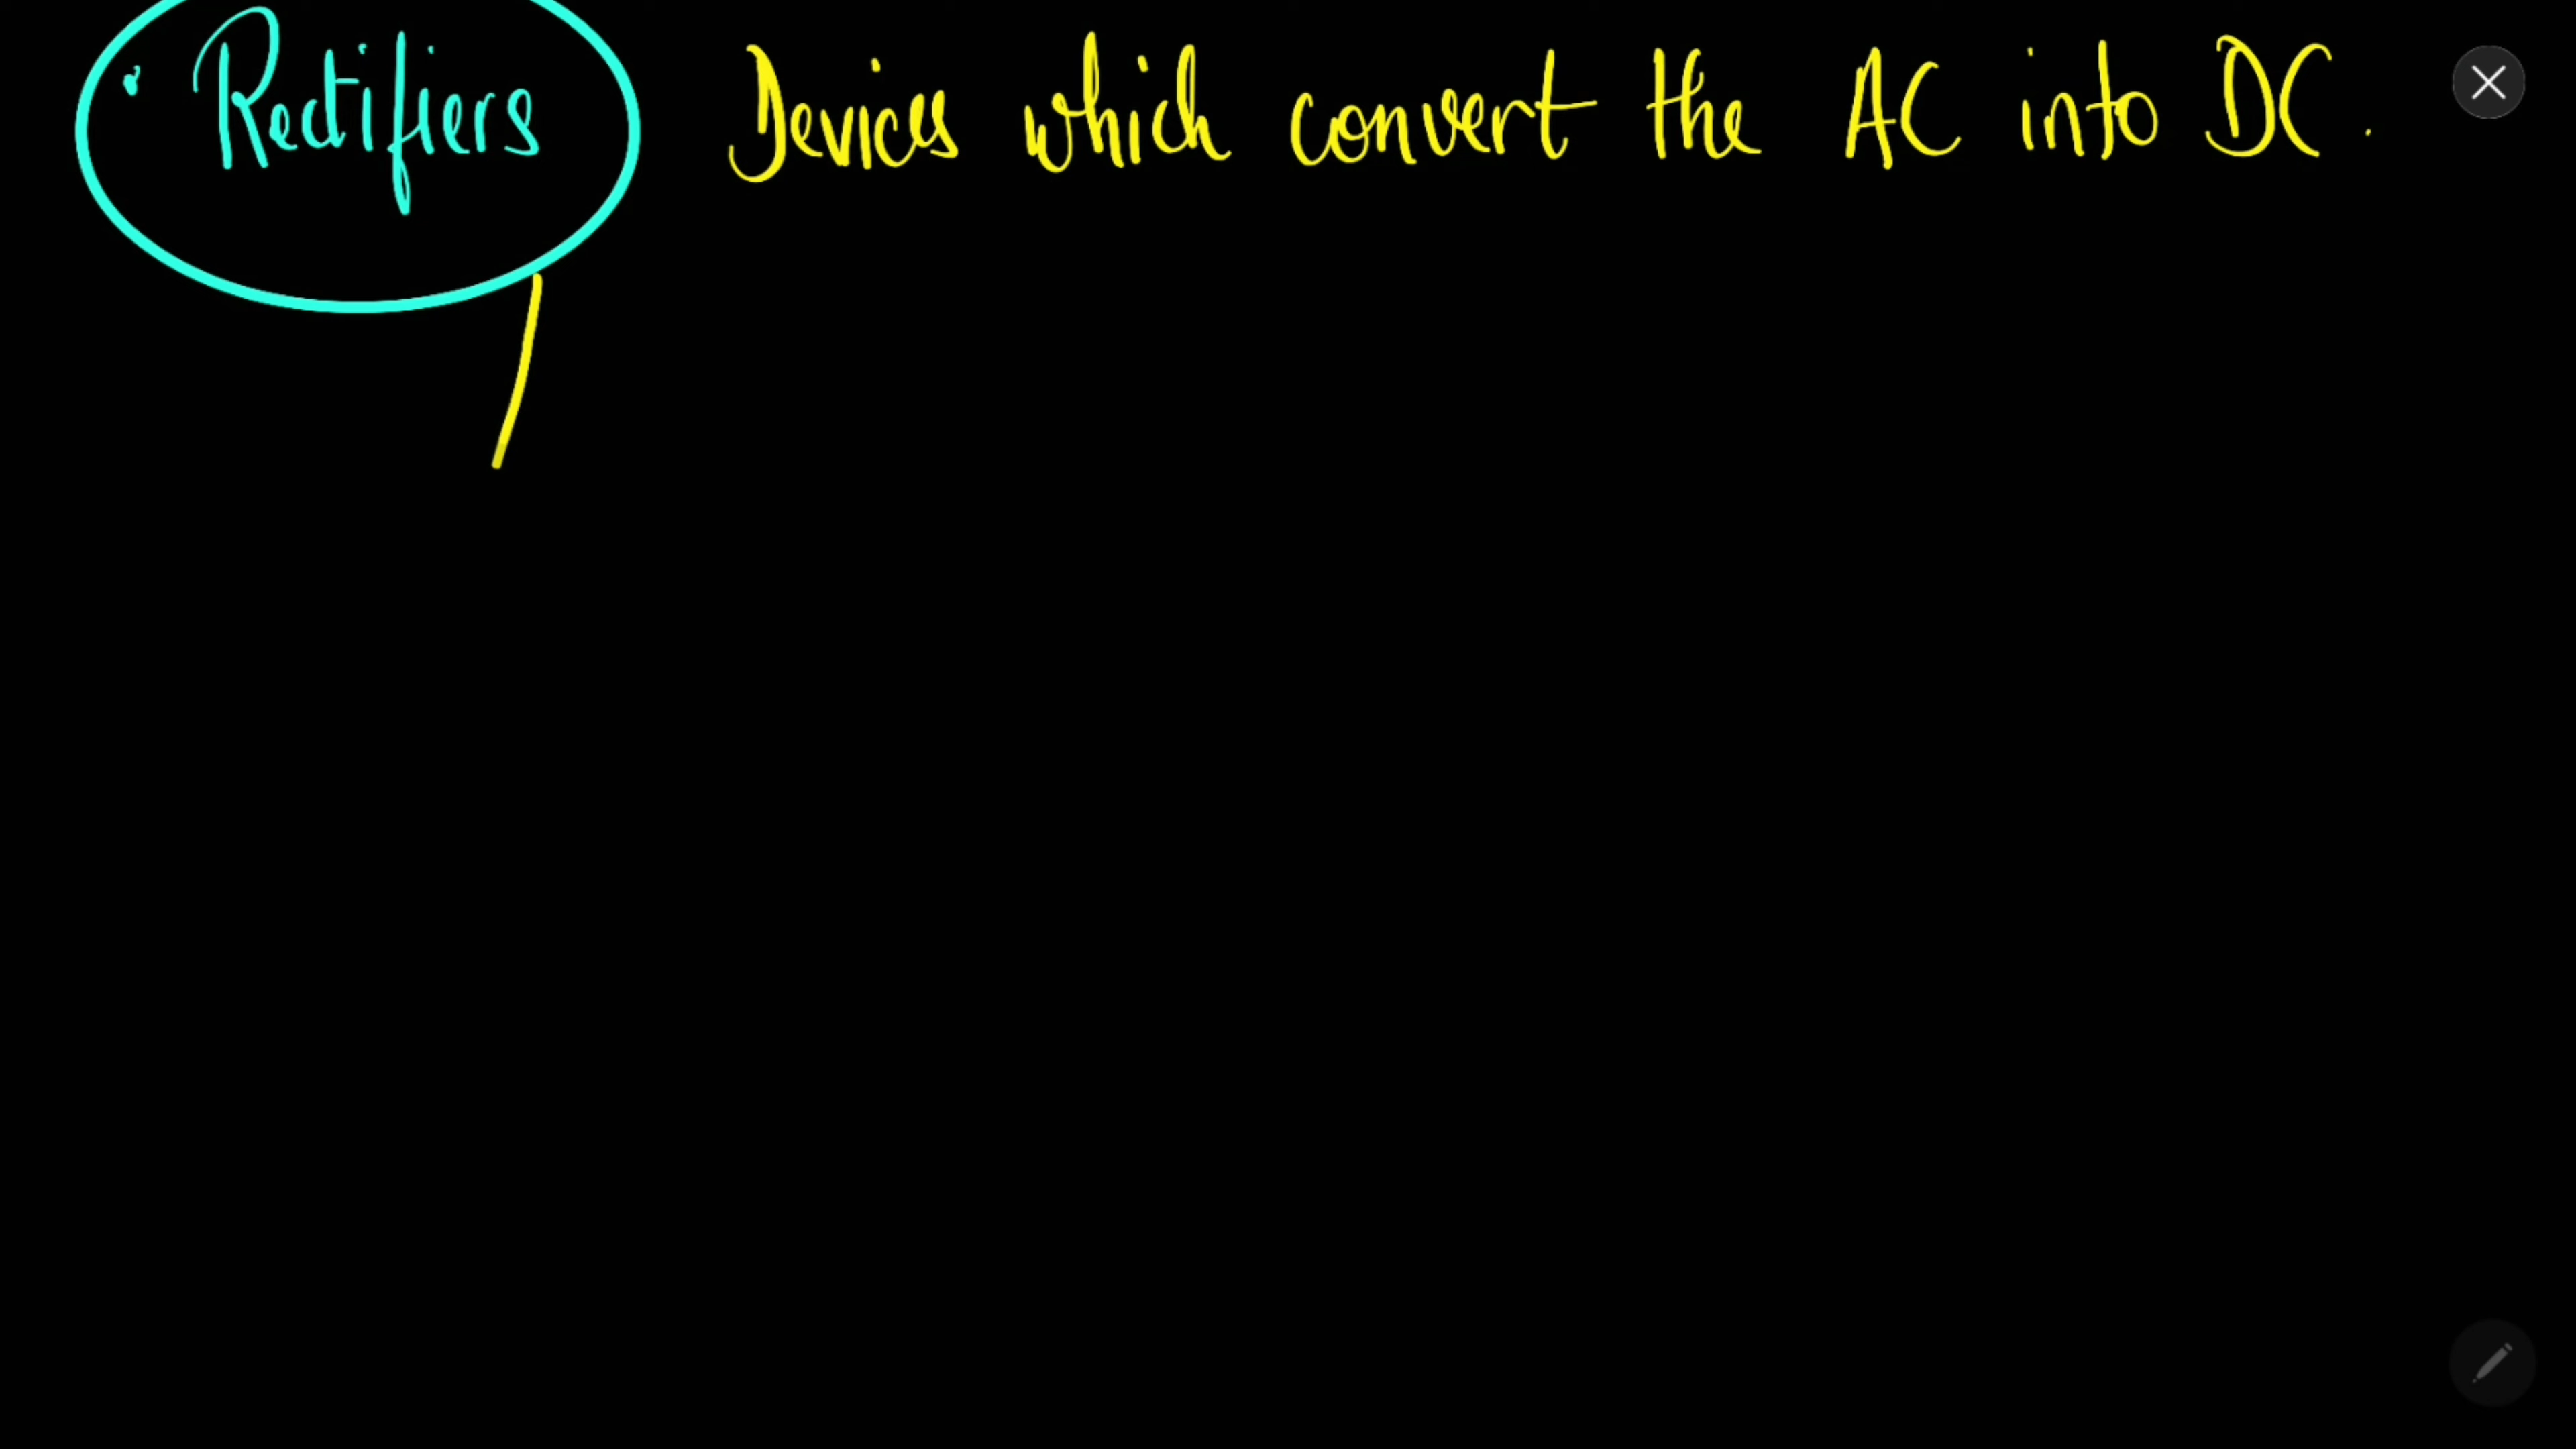 • Rectifiers Devices which convert the AC into DC.